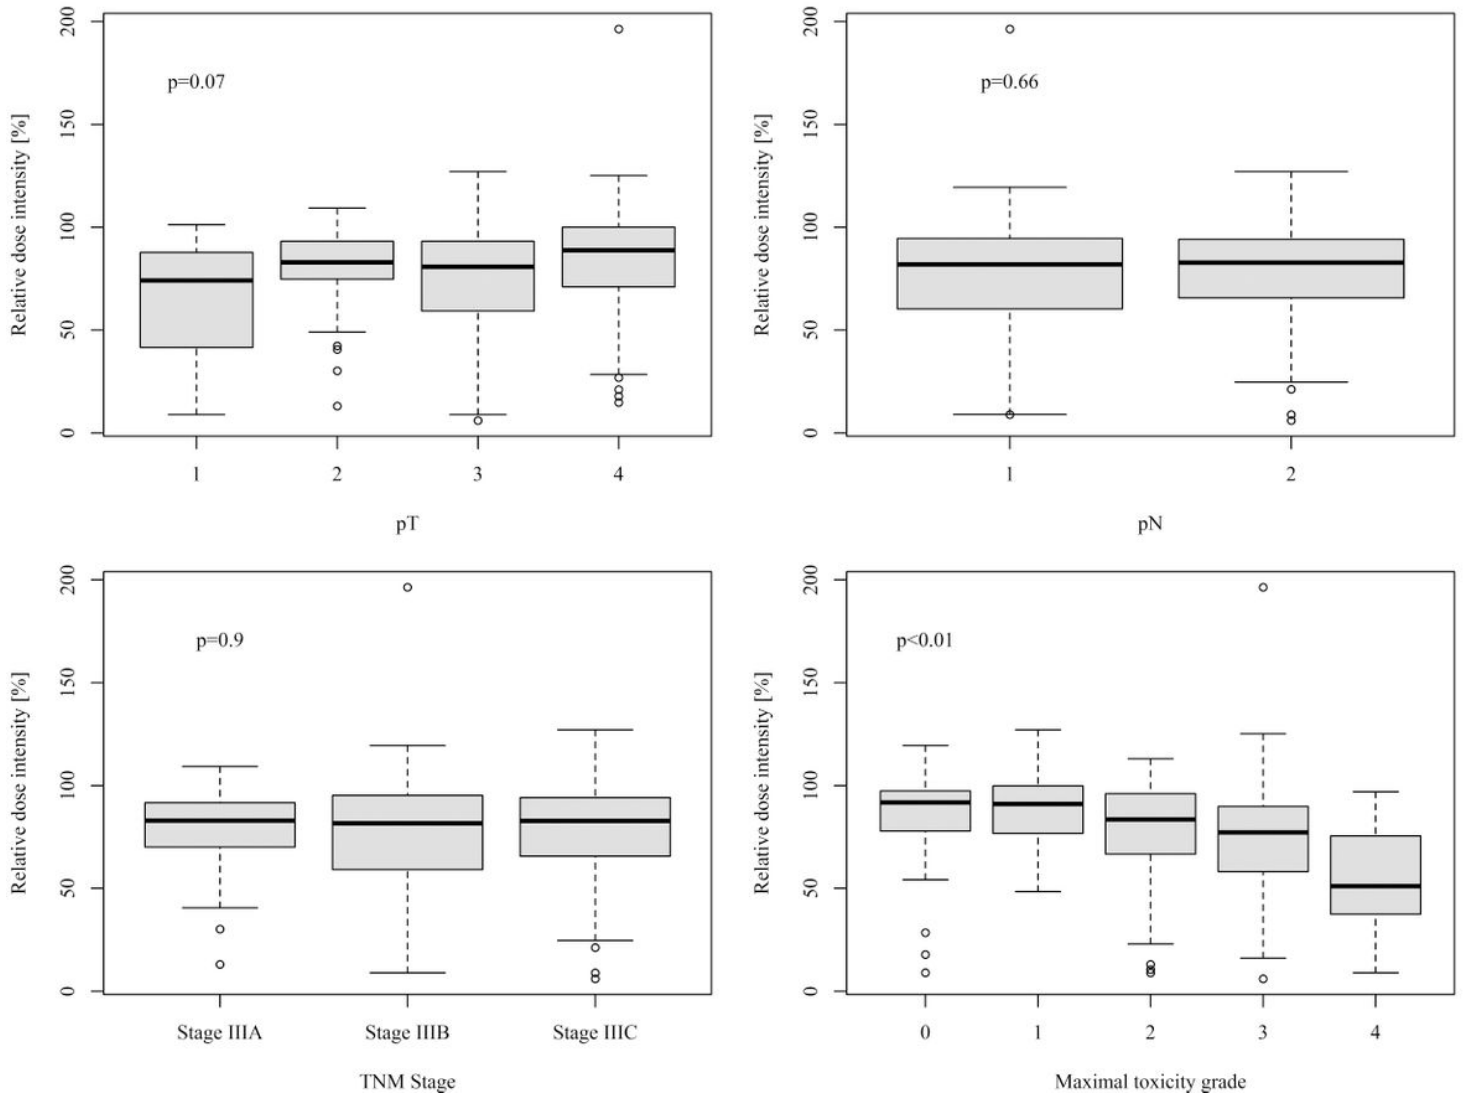 200
150
100
50
0
Relative dose intensity [%]
p=0.07
1 2 3 4
pT
200
150
100
50
0
Relative dose intensity [%]
p=0.66
1 2
pN
200
150
100
50
0
Relative dose intensity [%]
p=0.9
Stage IIIA Stage IIIB Stage IIIC
TNM Stage
200
150
100
50
0
Relative dose intensity [%]
p<0.01
0 1 2 3 4
Maximal toxicity grade